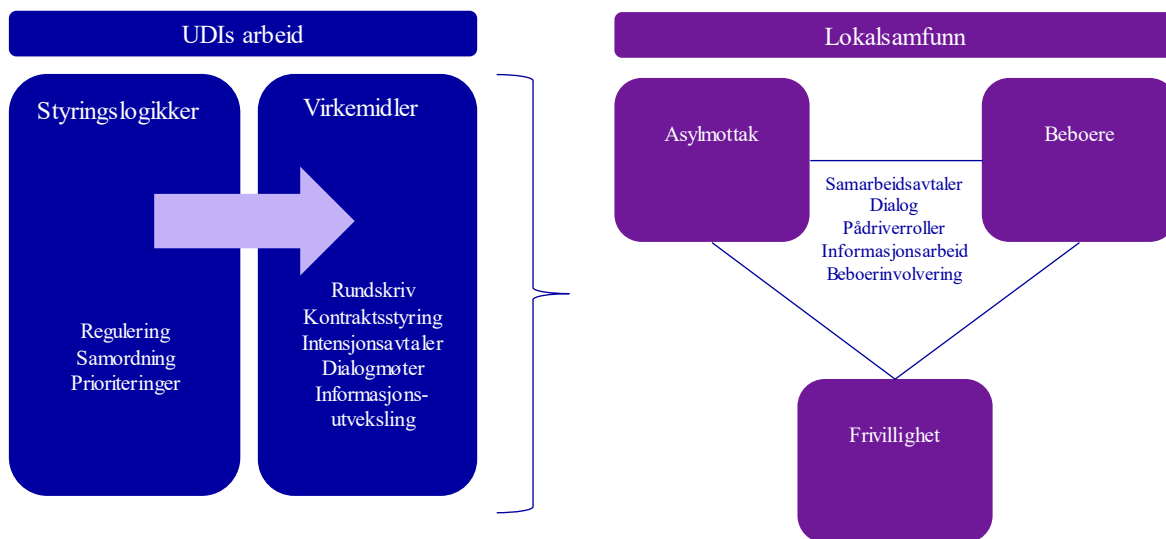 UDIs arbeid
Styringslogikker
Regulering
Samordning
Prioriteringer
Virkemidler
Rundskriv
Kontraktsstyring
Intensjonsavtaler
Dialogmøter
Informasjons-
utveksling
Lokalsamfunn
Asylmottak
Beboere
Samarbeidsavtaler
Dialog
Pådriverroller
Informasjonsarbeid
Beboerinvolvering
Frivillighet